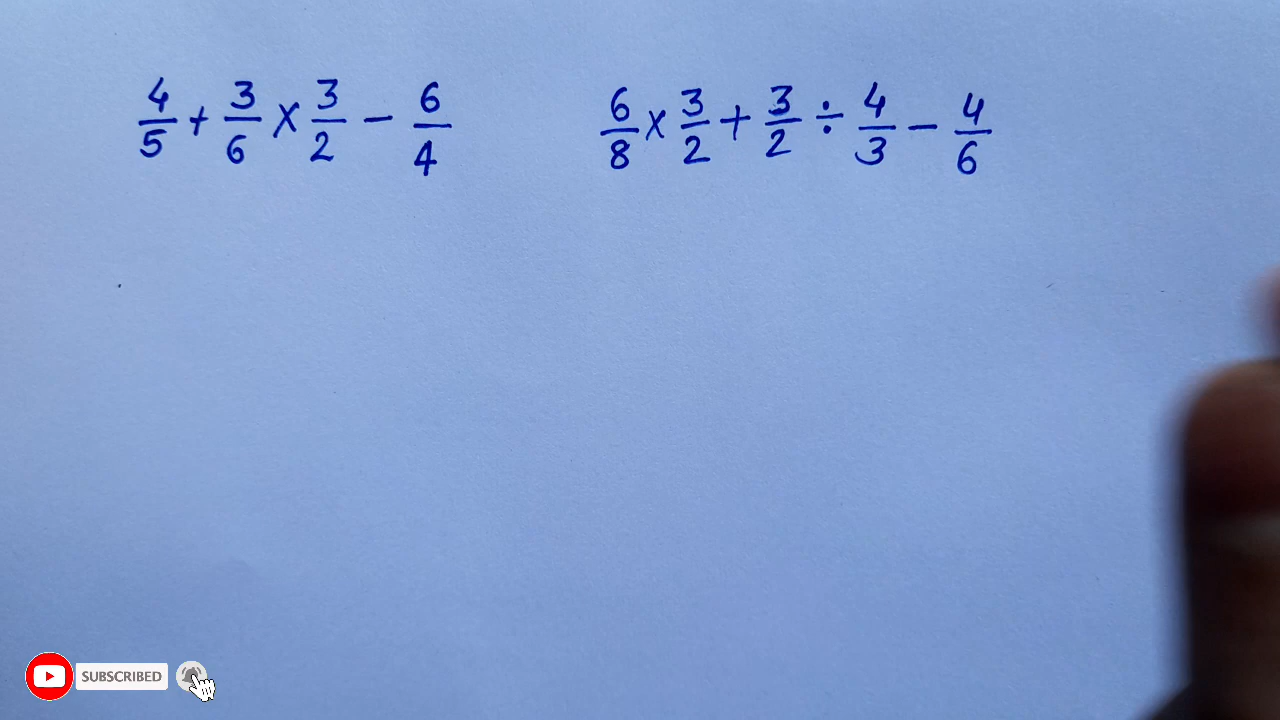 4/5 + 3/6 × 3/2 − 6/4
6/8 × 3/2 + 3/2 ÷ 4/3 − 4/6
SUBSCRIBED